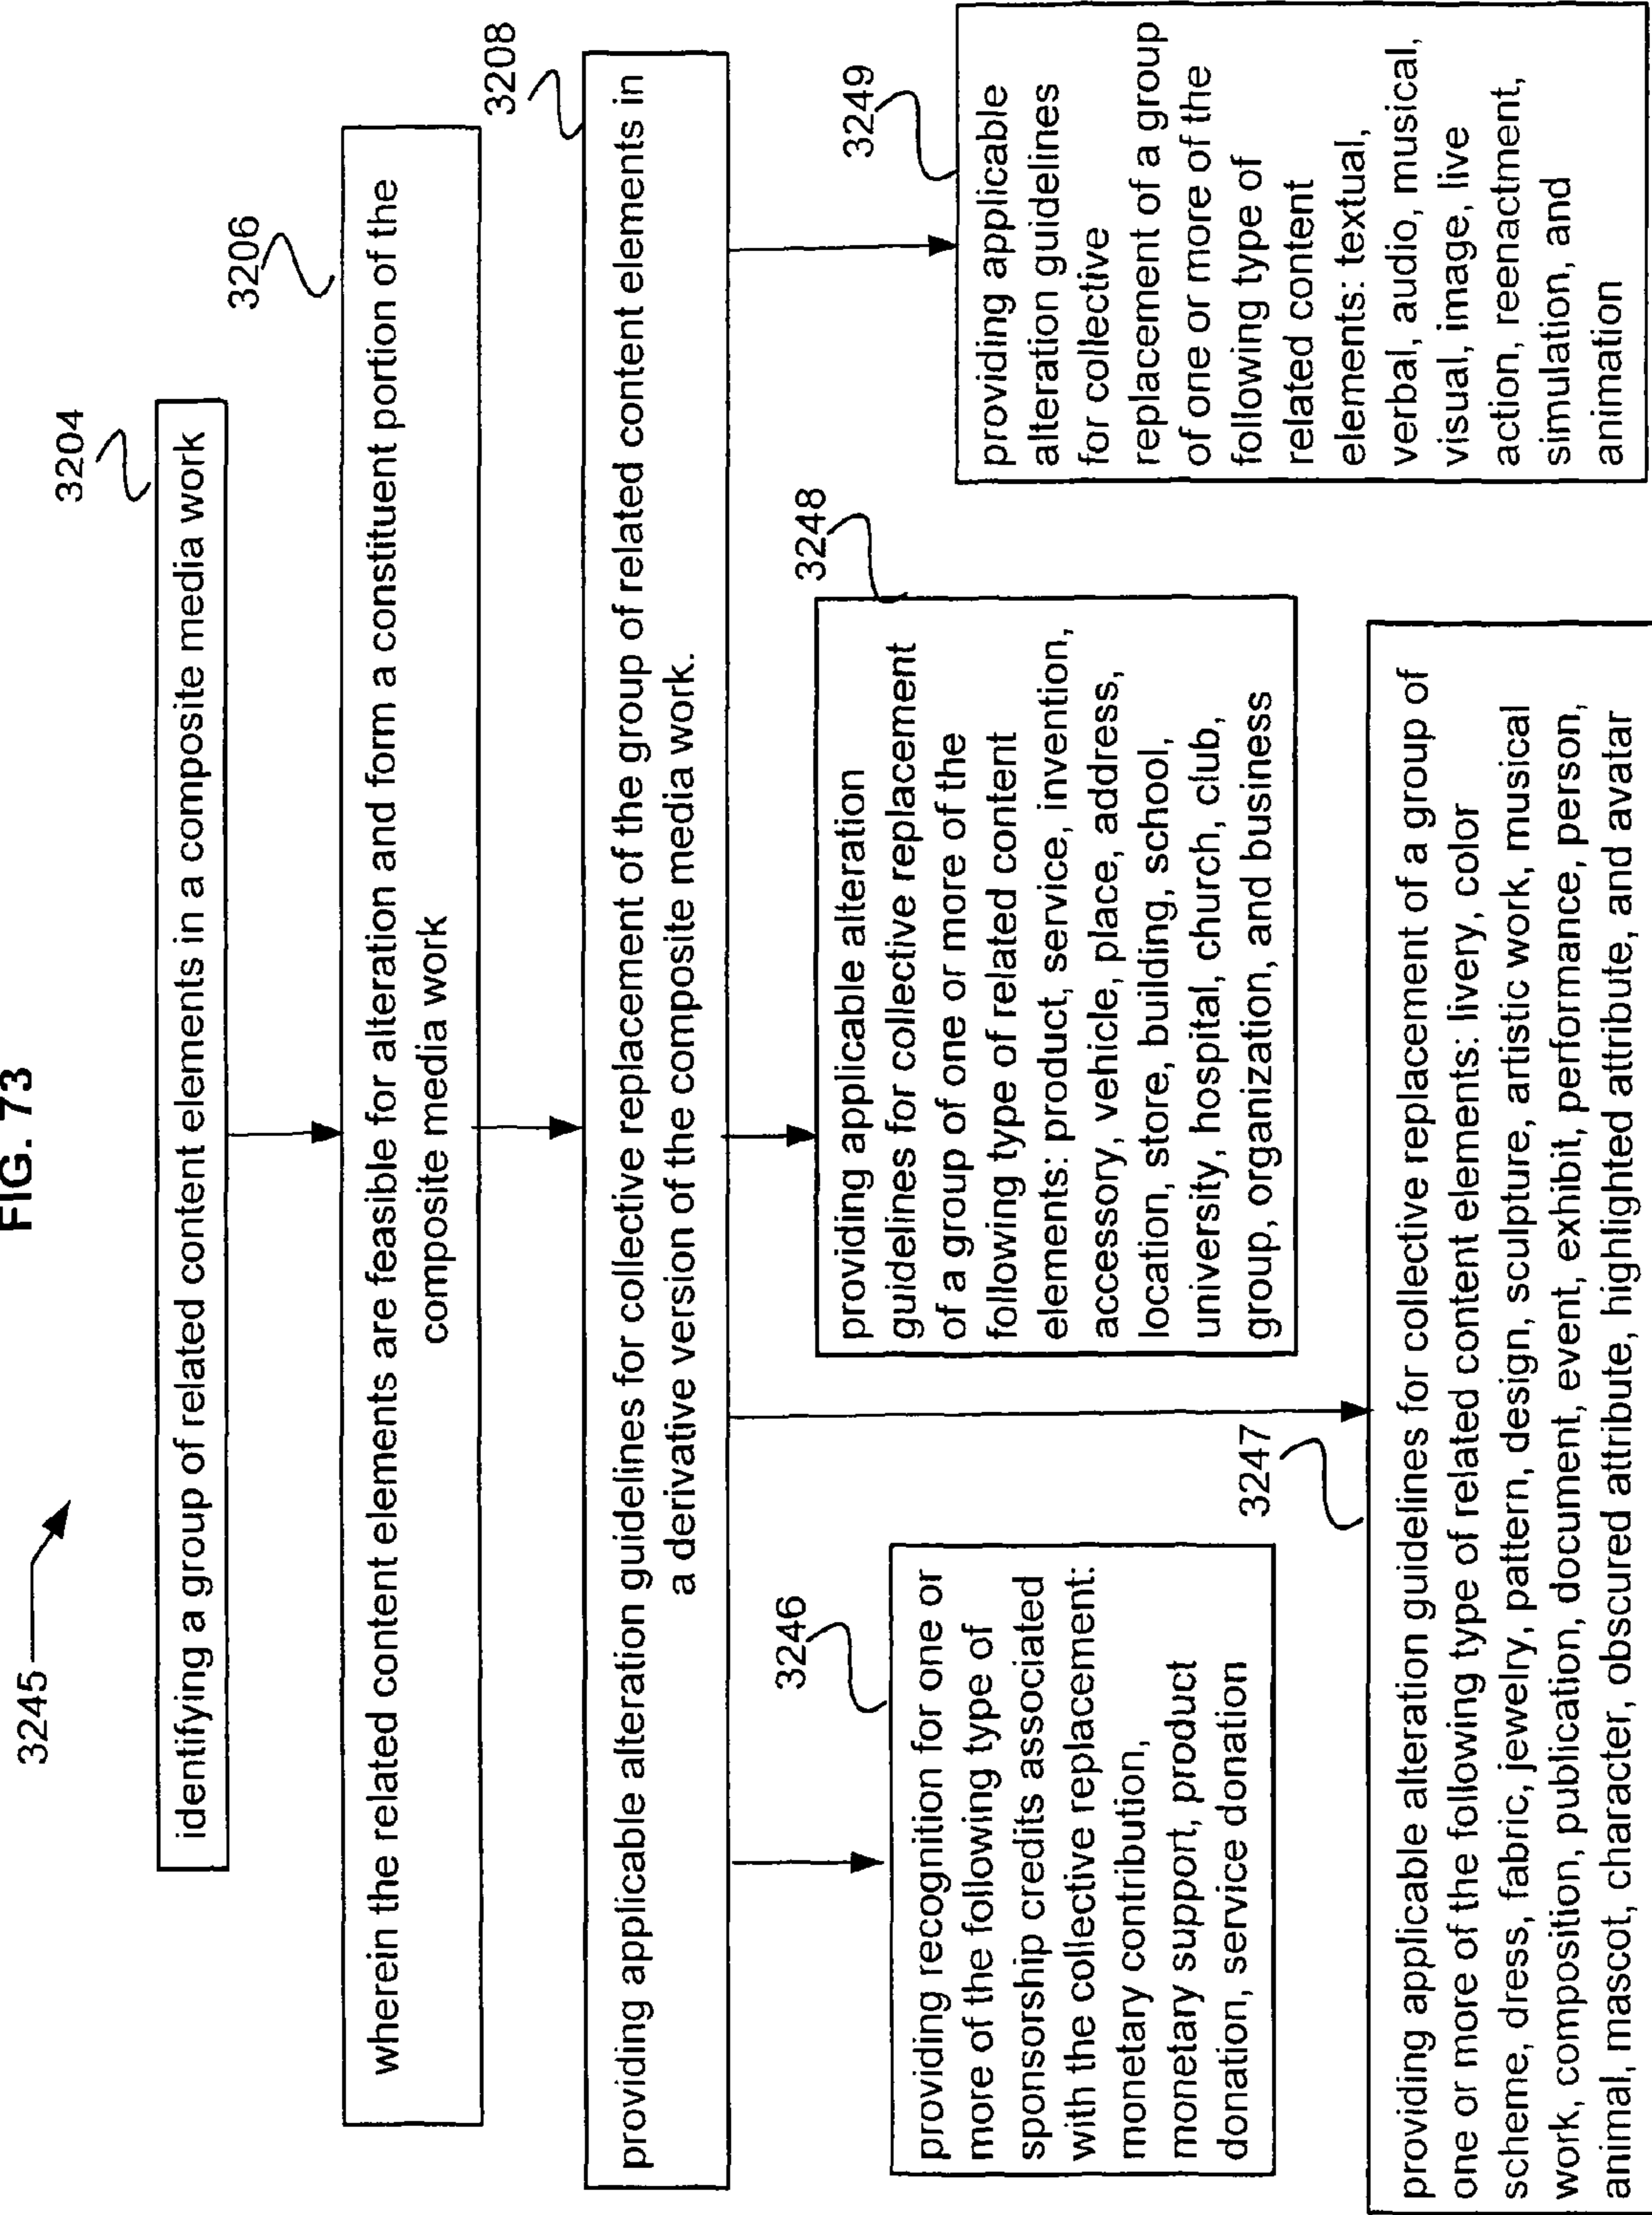 FIG. 73
3245
3204
identifying a group of related content elements in a composite media work
3206
wherein the related content elements are feasible for alteration and form a constituent portion of the
composite media work
3208
providing applicable alteration guidelines for collective replacement of the group of related content elements in
a derivative version of the composite media work.
3246
providing recognition for one or
more of the following type of
sponsorship credits associated
with the collective replacement:
monetary contribution,
monetary support, product
donation, service donation
3248
providing applicable alteration
guidelines for collective replacement
of a group of one or more of the
following type of related content
elements: product, service, invention,
accessory, vehicle, place, address,
location, store, building, school,
university, hospital, church, club,
group, organization, and business
3249
providing applicable
alteration guidelines
for collective
replacement of a group
of one or more of the
following type of
related content
elements: textual,
verbal, audio, musical,
visual, image, live
action, reenactment,
simulation, and
animation
3247
providing applicable alteration guidelines for collective replacement of a group of
one or more of the following type of related content elements: livery, color
scheme, dress, fabric, jewelry, pattern, design, sculpture, artistic work, musical
work, composition, publication, document, event, exhibit, performance, person,
animal, mascot, character, obscured attribute, highlighted attribute, and avatar